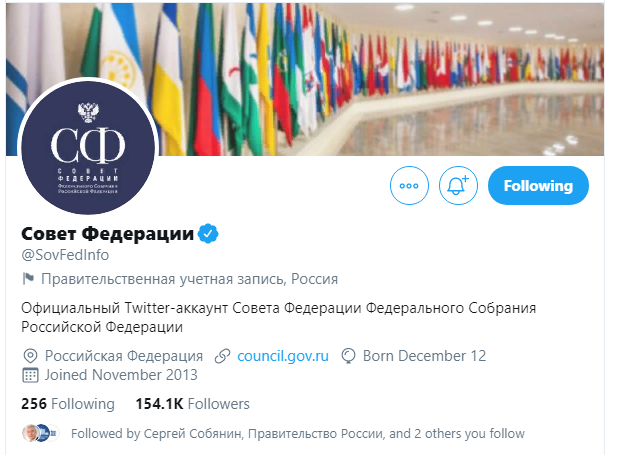 СФ
СОВЕТ
ФЕДЕРАЦИИ
Федерального Собрания
Российской Федерации
Following
Совет Федерации
@SovFedInfo
Правительственная учетная запись, Россия
Официальный Twitter-аккаунт Совета Федерации Федерального Собрания
Российской Федерации
Российская Федерация council.gov.ru Born December 12
Joined November 2013
256 Following 154.1K Followers
Followed by Сергей Собянин, Правительство России, and 2 others you follow